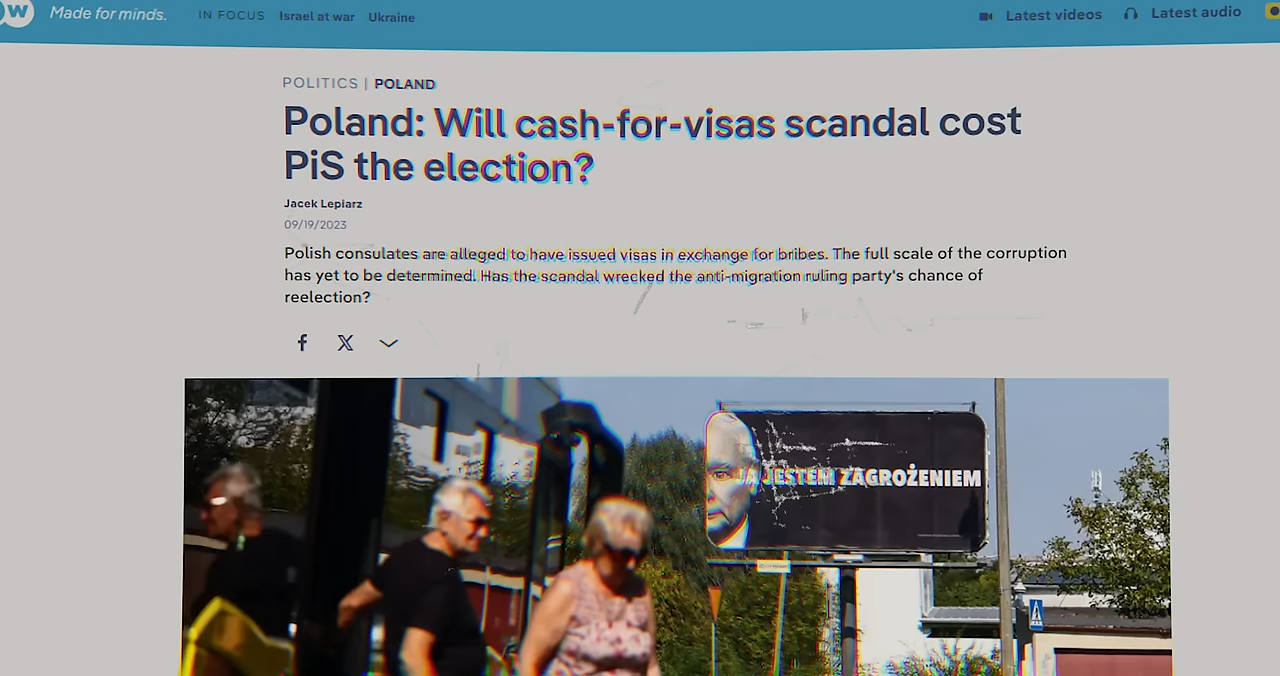 W Made for minds. IN FOCUS Israel at war Ukraine Latest videos Latest audio
POLITICS | POLAND
Poland: Will cash-for-visas scandal cost
PiS the election?
Jacek Lepiarz
09/19/2023
Polish consulates are alleged to have issued visas in exchange for bribes. The full scale of the corruption
has yet to be determined. Has the scandal wrecked the anti-migration ruling party's chance of
reelection?
JA JESTEM ZAGROŻENIEM